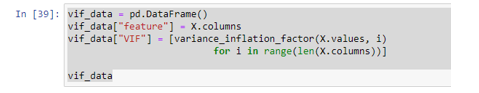 In [39]: vif_data = pd.DataFrame()
vif_data["feature"] = X.columns
vif_data["VIF"] = [variance_inflation_factor(X.values, i)
for i in range(len(X.columns))]
vif_data